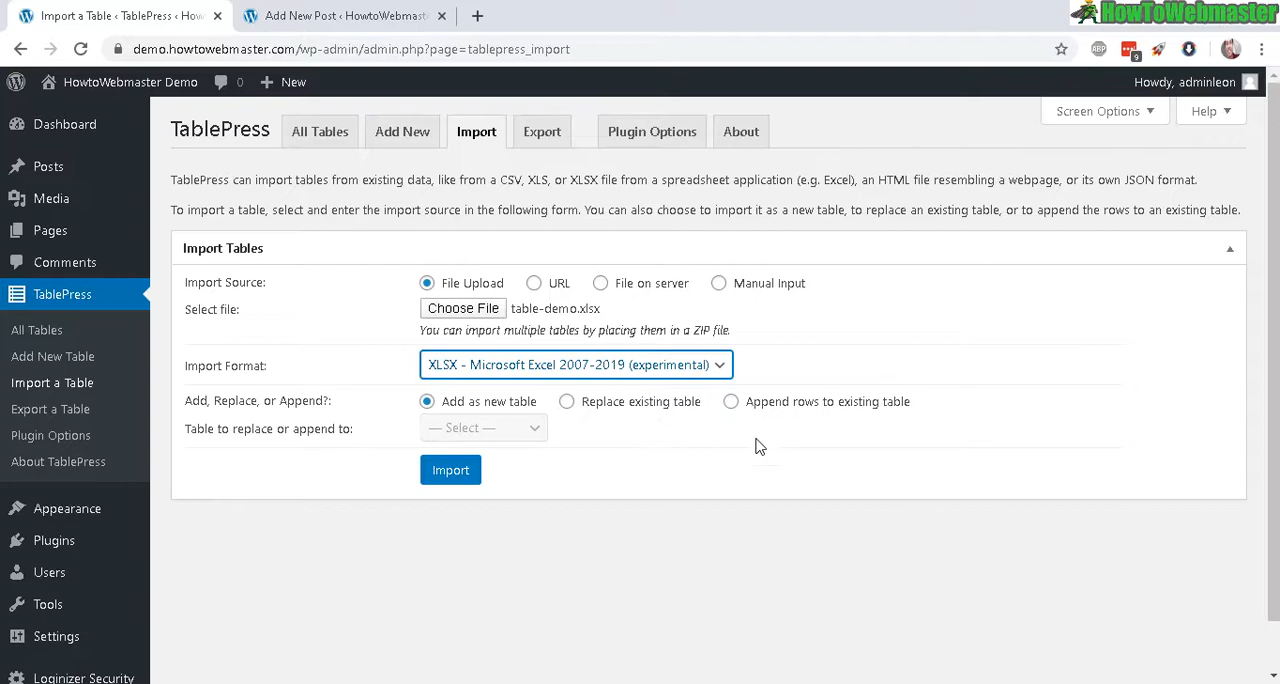 Import a Table ‹ TablePress ‹ How
Add New Post ‹ HowtoWebmaster
HowToWebmaster
demo.howtowebmaster.com/wp-admin/admin.php?page=tablepress_import
ABP
9
HowtoWebmaster Demo
0
New
Howdy, adminleon
Dashboard
Posts
Media
Pages
Comments
TablePress
All Tables
Add New Table
Import a Table
Export a Table
Plugin Options
About TablePress
Appearance
Plugins
Users
Tools
Settings
Loginizer Security
Screen Options
Help
TablePress
All Tables
Add New
Import
Export
Plugin Options
About
TablePress can import tables from existing data, like from a CSV, XLS, or XLSX file from a spreadsheet application (e.g. Excel), an HTML file resembling a webpage, or its own JSON format.
To import a table, select and enter the import source in the following form. You can also choose to import it as a new table, to replace an existing table, or to append the rows to an existing table.
Import Tables
Import Source:
File Upload
URL
File on server
Manual Input
Select file:
Choose File
table-demo.xlsx
You can import multiple tables by placing them in a ZIP file.
Import Format:
XLSX - Microsoft Excel 2007-2019 (experimental)
Add, Replace, or Append?:
Add as new table
Replace existing table
Append rows to existing table
Table to replace or append to:
— Select —
Import